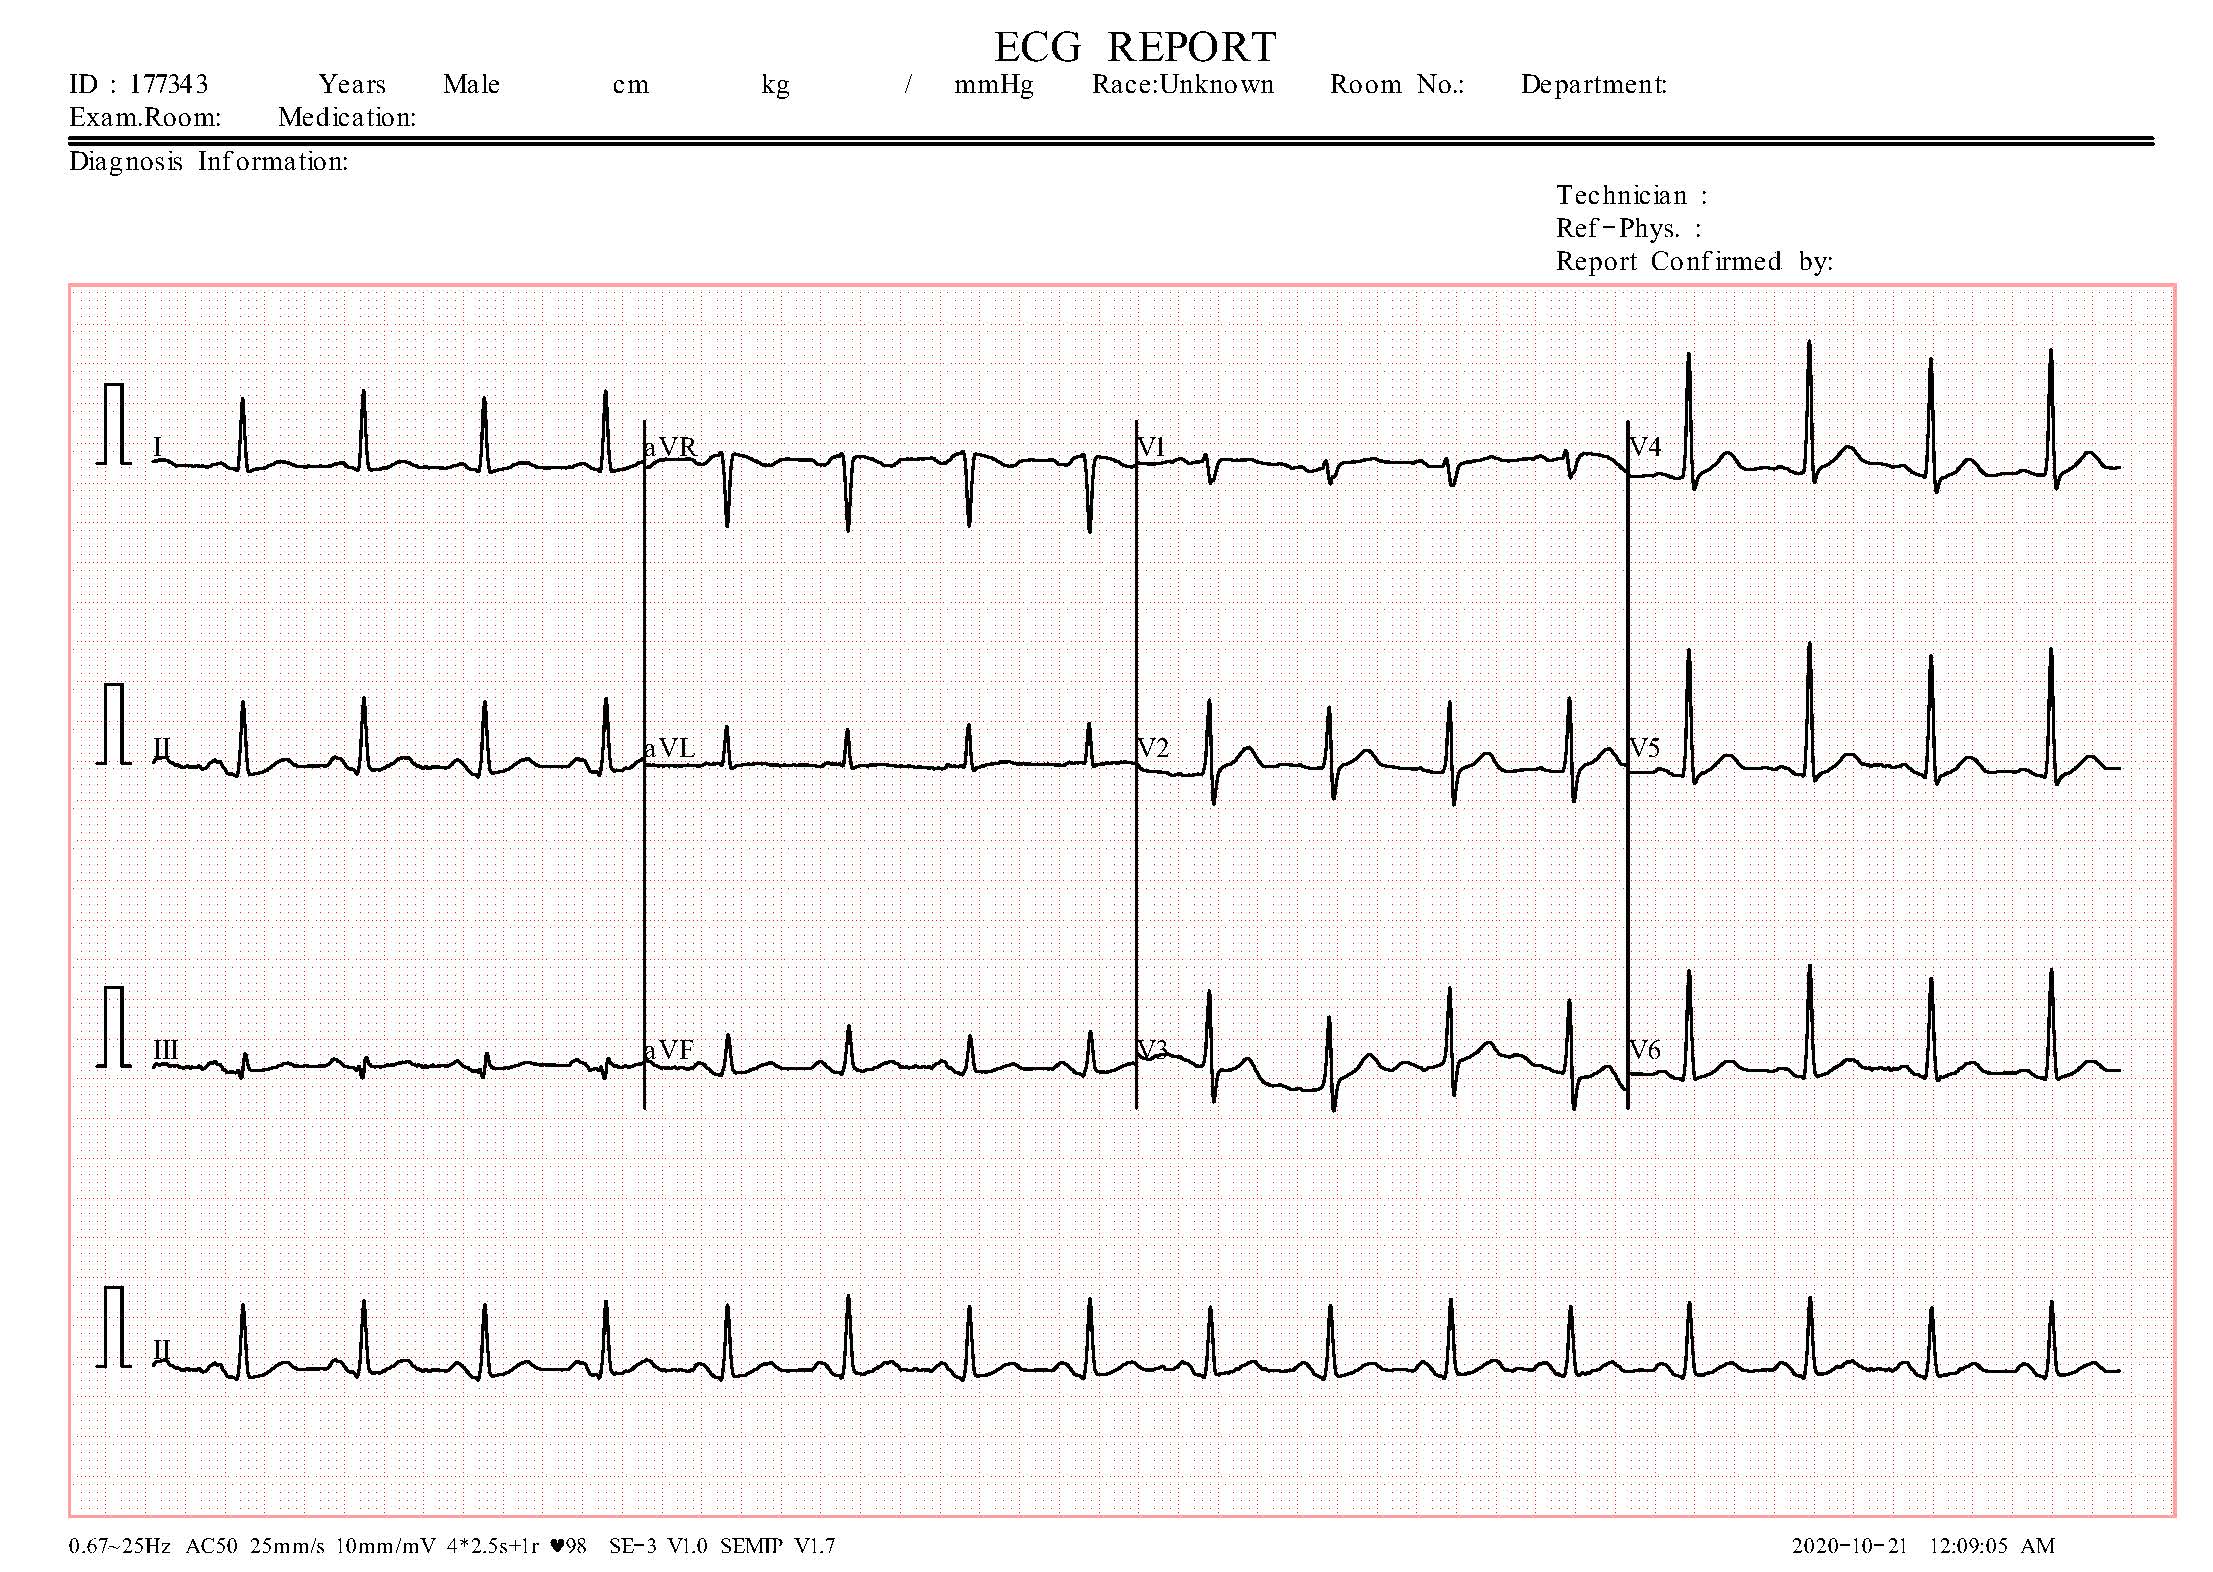 ECG REPORT
ID : 177343 Years Male cm kg / mmHg Race:Unknown Room No.: Department:
Exam.Room: Medication:
Diagnosis Information:
Technician :
Ref-Phys. :
Report Confirmed by:
I aVR V1 V4
II aVL V2 V5
III aVF V3 V6
II
0.67~25Hz AC50 25mm/s 10mm/mV 4*2.5s+1r ♥98 SE-3 V1.0 SEMIP V1.7 2020-10-21 12:09:05 AM